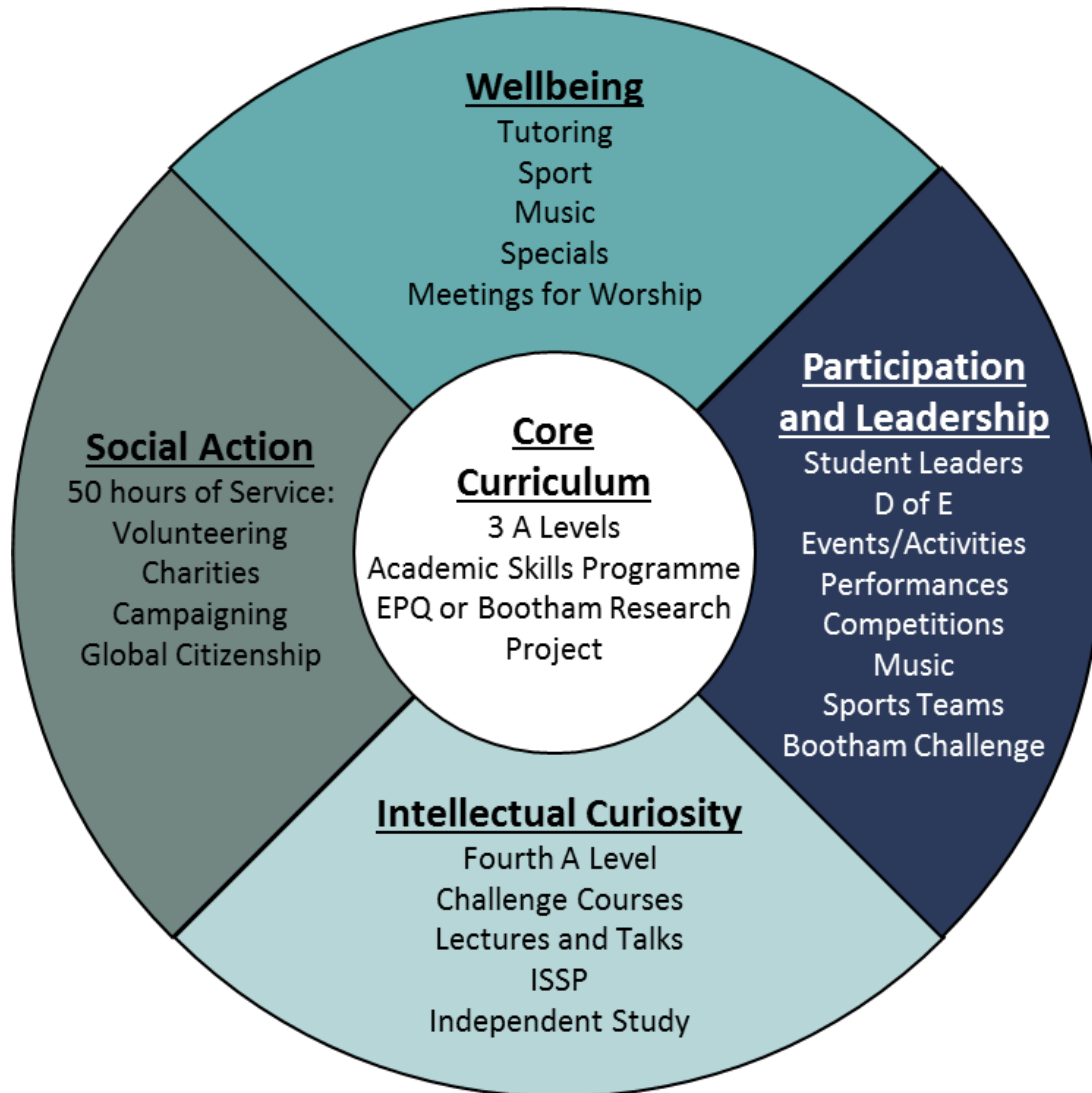 Wellbeing
Tutoring
Sport
Music
Specials
Meetings for Worship
Participation
and Leadership
Student Leaders
D of E
Events/Activities
Performances
Competitions
Music
Sports Teams
Bootham Challenge
Social Action
50 hours of Service:
Volunteering
Charities
Campaigning
Global Citizenship
Core
Curriculum
3 A Levels
Academic Skills Programme
EPQ or Bootham Research
Project
Intellectual Curiosity
Fourth A Level
Challenge Courses
Lectures and Talks
ISSP
Independent Study